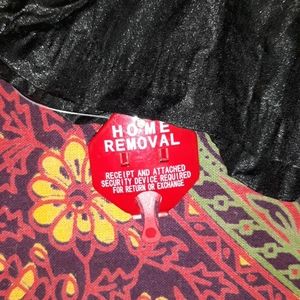 HOME
REMOVAL
RECEIPT AND ATTACHED
SECURITY DEVICE REQUIRED
FOR RETURN OR EXCHANGE